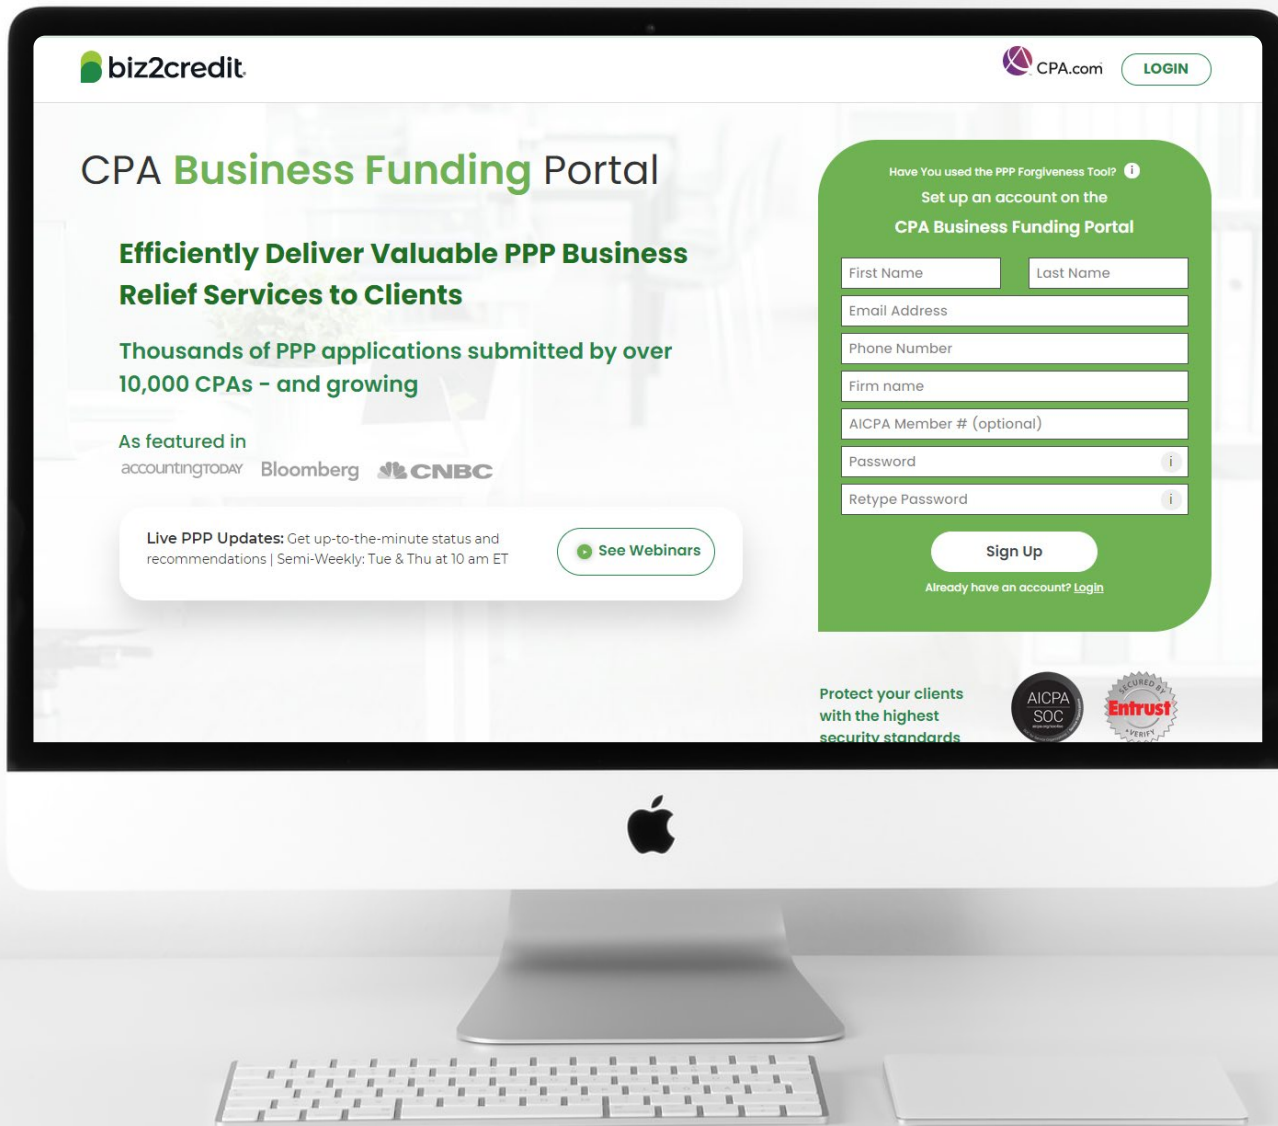 biz2credit
CPA.com
LOGIN
CPA Business Funding Portal
Efficiently Deliver Valuable PPP Business
Relief Services to Clients
Thousands of PPP applications submitted by over
10,000 CPAs - and growing
As featured in
accountingTODAY Bloomberg CNBC
Live PPP Updates: Get up-to-the-minute status and
recommendations | Semi-Weekly: Tue & Thu at 10 am ET
See Webinars
Have You used the PPP Forgiveness Tool? i
Set up an account on the
CPA Business Funding Portal
First Name
Last Name
Email Address
Phone Number
Firm name
AICPA Member # (optional)
Password i
Retype Password i
Sign Up
Already have an account? Login
Protect your clients
with the highest
security standards
AICPA
SOC
SECURED BY
Entrust
VERIFY